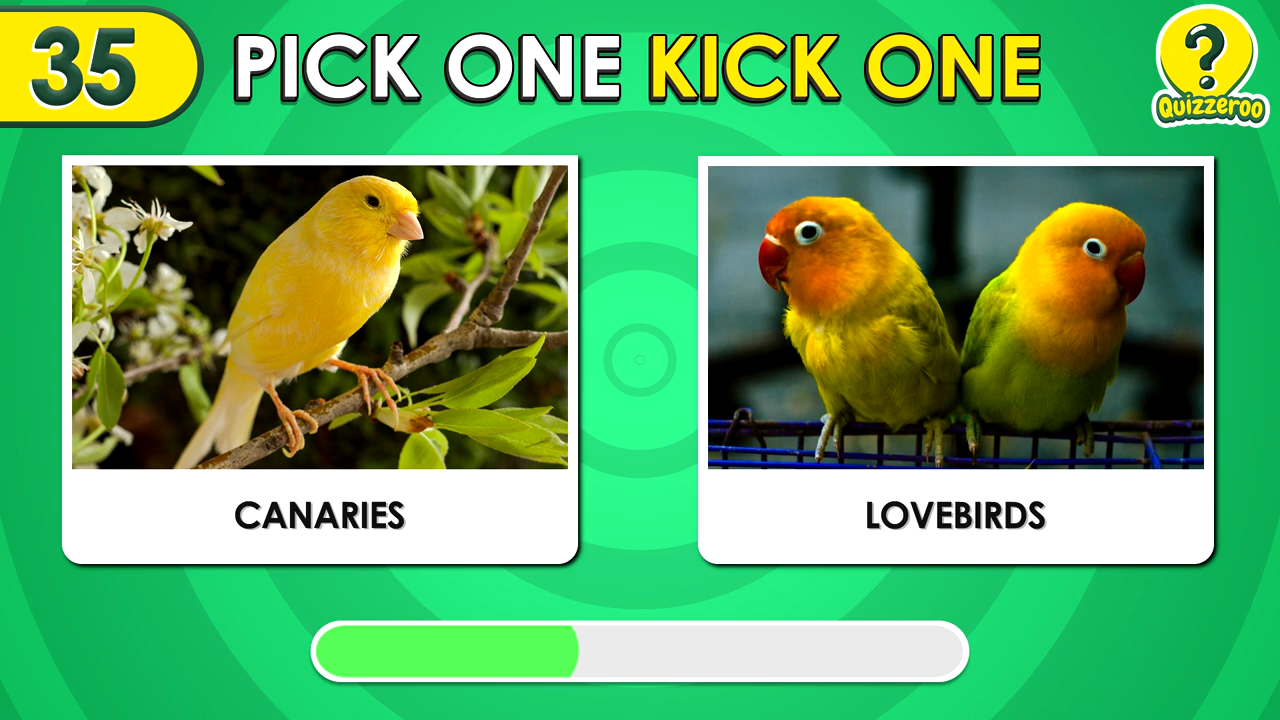 35
PICK ONE KICK ONE
?
Quizzeroo
CANARIES
LOVEBIRDS